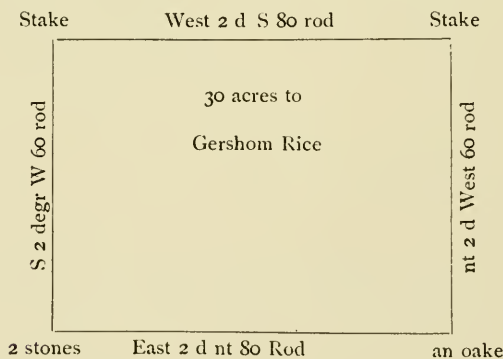 Stake West 2 d S 80 rod Stake
30 acres to
Gershom Rice
S 2 degr W 60 rod
nt 2 d West 60 rod
2 stones East 2 d nt 80 Rod an oake